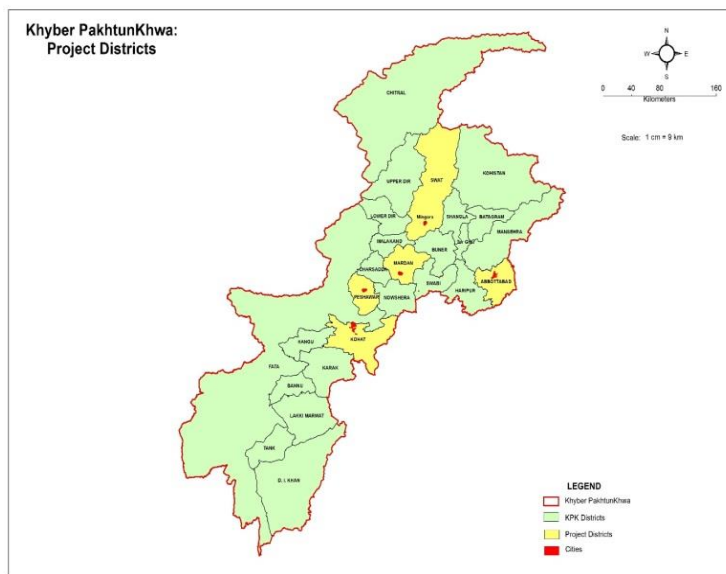 Khyber PakhtunKhwa:
Project Districts
N
W E
S
0 40 80 160
Kilometers
Scale: 1 cm = 9 km
CHITRAL
KOHISTAN
UPPER DIR
SWAT
LOWER DIR
Mingora
SHANGLA
BATAGRAM
MANSEHRA
MALAKAND
BUNER
CHARSADDA
MARDAN
ABBOTTABAD
SWABI
HARIPUR
PESHAWAR
NOWSHERA
KOHAT
HANGU
FATA
KARAK
BANNU
LAKKI MARWAT
TANK
D. I. KHAN
LEGEND
Khyber PakhtunKhwa
KPK Districts
Project Districts
Cities